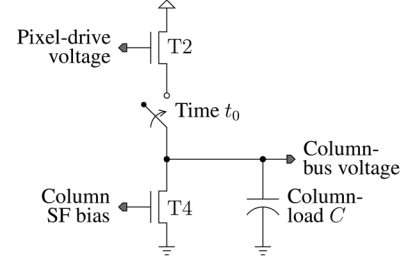 Pixel-drive
voltage
T2
Time t₀
Column-
bus voltage
Column
SF bias
T4
Column-
load C